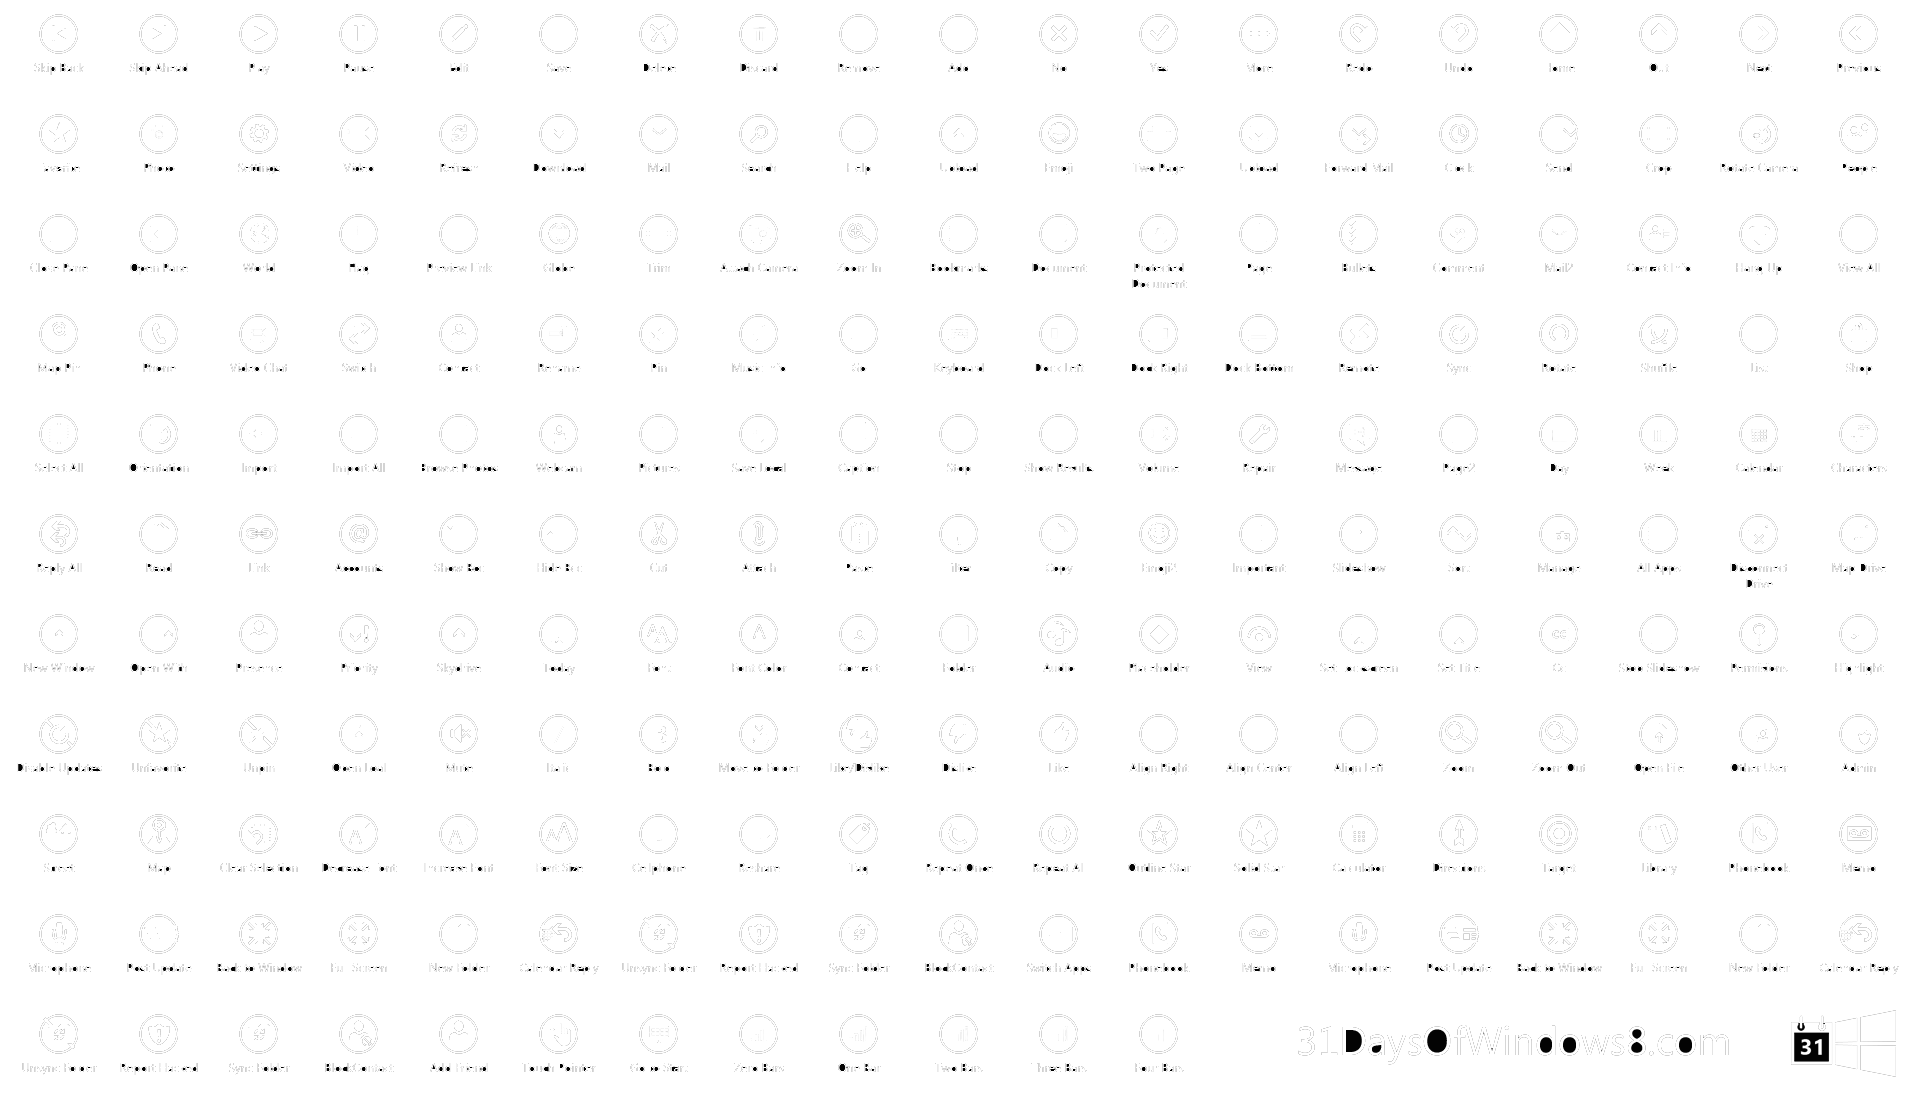 Skip Back Skip Ahead Play Pause Edit Save Delete Discard Remove Add No Yes More Redo Undo Home Out Next Previous
Favorite Photo Settings Video Refresh Download Mail Search Help Upload Emoji Two Page Upload Forward Mail Clock Send Crop Rotate Camera People
Close Pane Open Pane World Flag Preview Link Globe Trim Attach Camera Zoom In Bookmarks Document Protected Page Bullets Comment Mail2 Contact Info Hang Up View All
Document
Map Pin Phone Video Chat Switch Contact Rename Pin Music Info Go Keyboard Dock Left Dock Right Dock Bottom Remote Sync Rotate Shuffle List Shop
Select All Orientation Import Import All Browse Photos Webcam Pictures Save Local Caption Stop Show Results Volume Repair Message Page2 Day Week Calendar Characters
Reply All Read Link Accounts Show Bcc Hide Bcc Cut Attach Paste Filter Copy Emoji2 Important Slideshow Sort Manage All Apps Disconnect Map Drive
Drive
New Window Open With Presence Priority Skydrive Today Font Font Color Contact Folder Audio Placeholder View Set Lockscreen Set Title Cc Stop Slideshow Permissions Highlight
Disable Updates Unfavorite Unpin Open Local Mute Italic Bold Move to Folder Like/Dislike Dislike Like Align Right Align Center Align Left Zoom Zoom Out Open File Other User Admin
Street Map Clear Selection Decrease Font Increase Font Font Size Cellphone Reshare Tag Repeat Once Repeat All Outline Star Solid Star Calculator Directions Target Library Phonebook Memo
Microphone Post Update Back to Window Full Screen New Folder Calendar Reply Unsync Folder Report Hacked Sync Folder Block Contact Switch Apps Phonebook Memo Microphone Post Update Back to Window Full Screen New Folder Calendar Reply
Unsync Folder Report Hacked Sync Folder Block Contact Add Friend Touch Pointer Go to Start Zero Bars One Bar Two Bars Three Bars Four Bars
31DaysOfWindows8.com
31